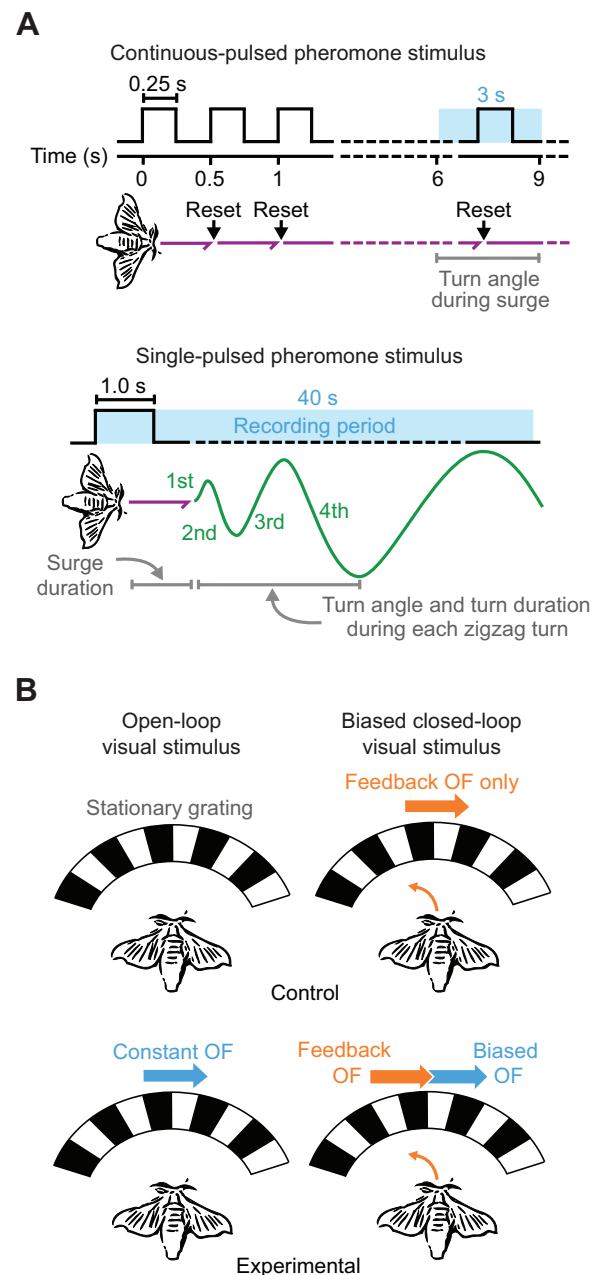 A
Continuous-pulsed pheromone stimulus
0.25 s
3 s
Time (s)
0 0.5 1 6 9
Reset Reset Reset
Turn angle
during surge
Single-pulsed pheromone stimulus
1.0 s
40 s
Recording period
1st
2nd
3rd
4th
Surge
duration
Turn angle and turn duration
during each zigzag turn
B
Open-loop
visual stimulus
Biased closed-loop
visual stimulus
Stationary grating
Feedback OF only
Control
Constant OF
Feedback
OF
Biased
OF
Experimental